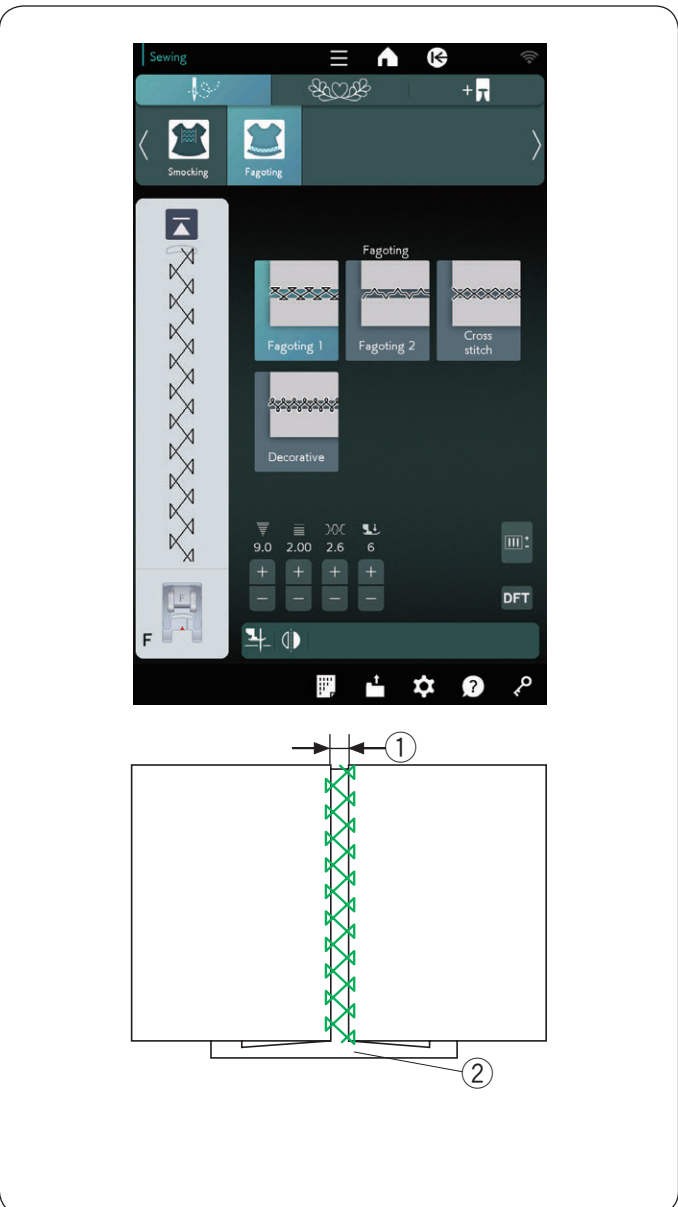 Sewing
+
Smocking
Fagoting
Fagoting
Fagoting 1
Fagoting 2
Cross
stitch
Decorative
9.0 2.00 2.6 6
+ + + +
− − − −
DFT
F
F
?
①
②